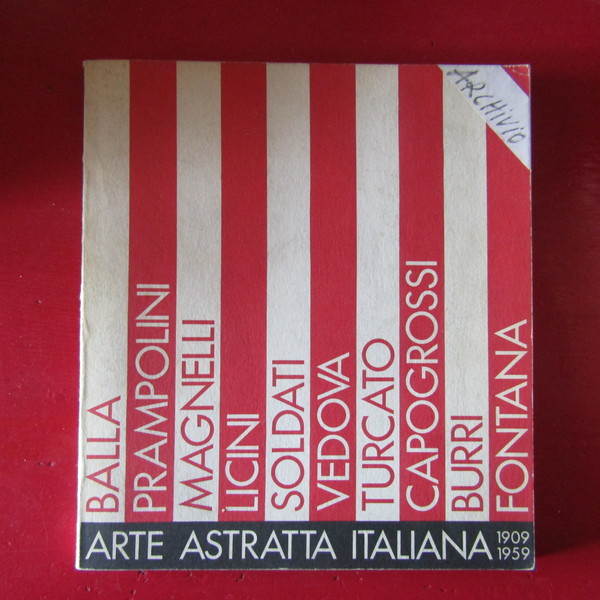 ARCHIVIO
BALLA
PRAMPOLINI
MAGNELLI
LICINI
SOLDATI
VEDOVA
TURCATO
CAPOGROSSI
BURRI
FONTANA
ARTE ASTRATTA ITALIANA 1909
1959